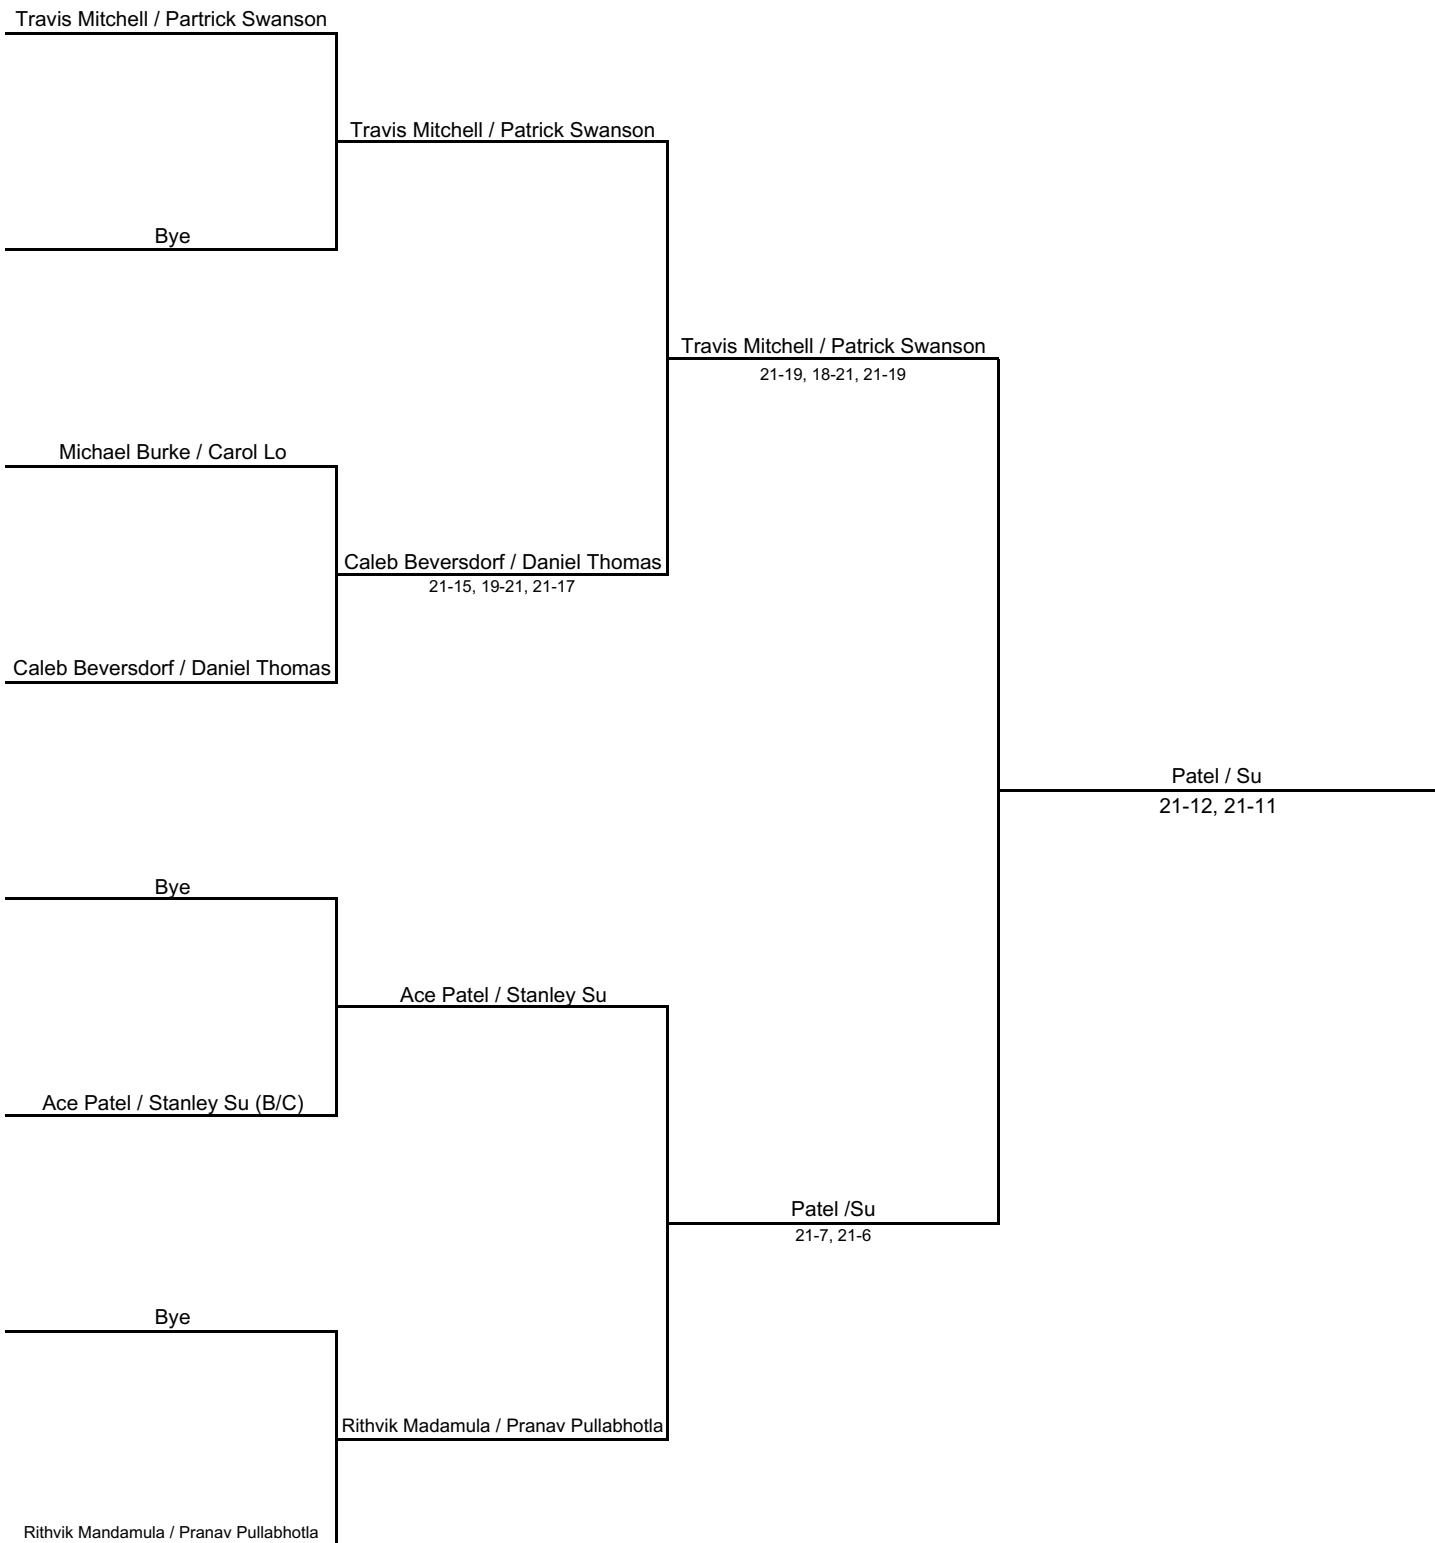 Travis Mitchell / Partrick Swanson
Travis Mitchell / Patrick Swanson
Bye
Travis Mitchell / Patrick Swanson
21-19, 18-21, 21-19
Michael Burke / Carol Lo
Caleb Beversdorf / Daniel Thomas
21-15, 19-21, 21-17
Caleb Beversdorf / Daniel Thomas
Patel / Su
21-12, 21-11
Bye
Ace Patel / Stanley Su
Ace Patel / Stanley Su (B/C)
Patel /Su
21-7, 21-6
Bye
Rithvik Madamula / Pranav Pullabhotla
Rithvik Mandamula / Pranav Pullabhotla